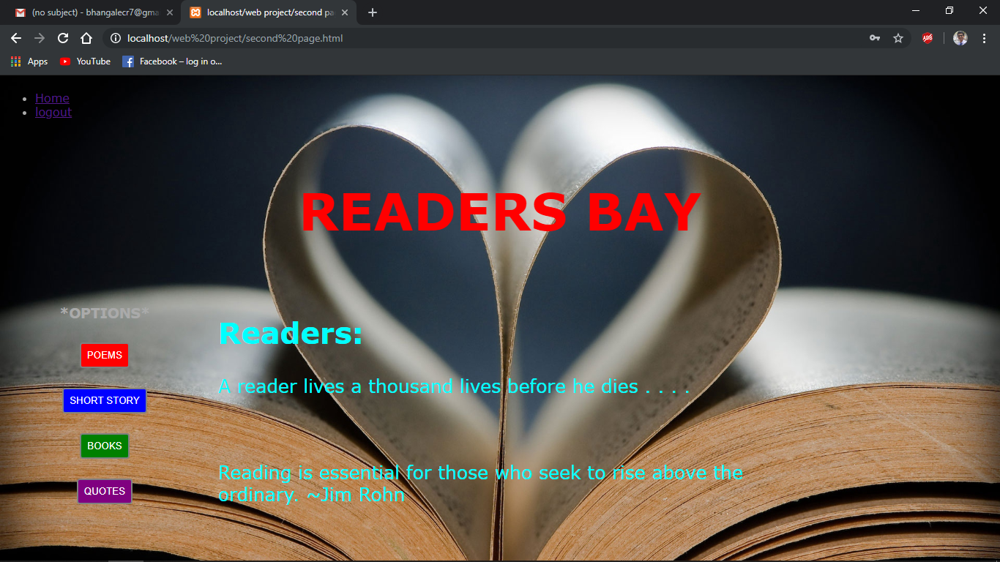 (no subject) - bhangalecr7@gma
localhost/web project/second pa
localhost/web%20project/second%20page.html
Apps YouTube Facebook – log in o...
Home
logout
READERS BAY
*OPTIONS*
POEMS
SHORT STORY
BOOKS
QUOTES
Readers:
A reader lives a thousand lives before he dies . . . .
Reading is essential for those who seek to rise above the
ordinary. ~Jim Rohn